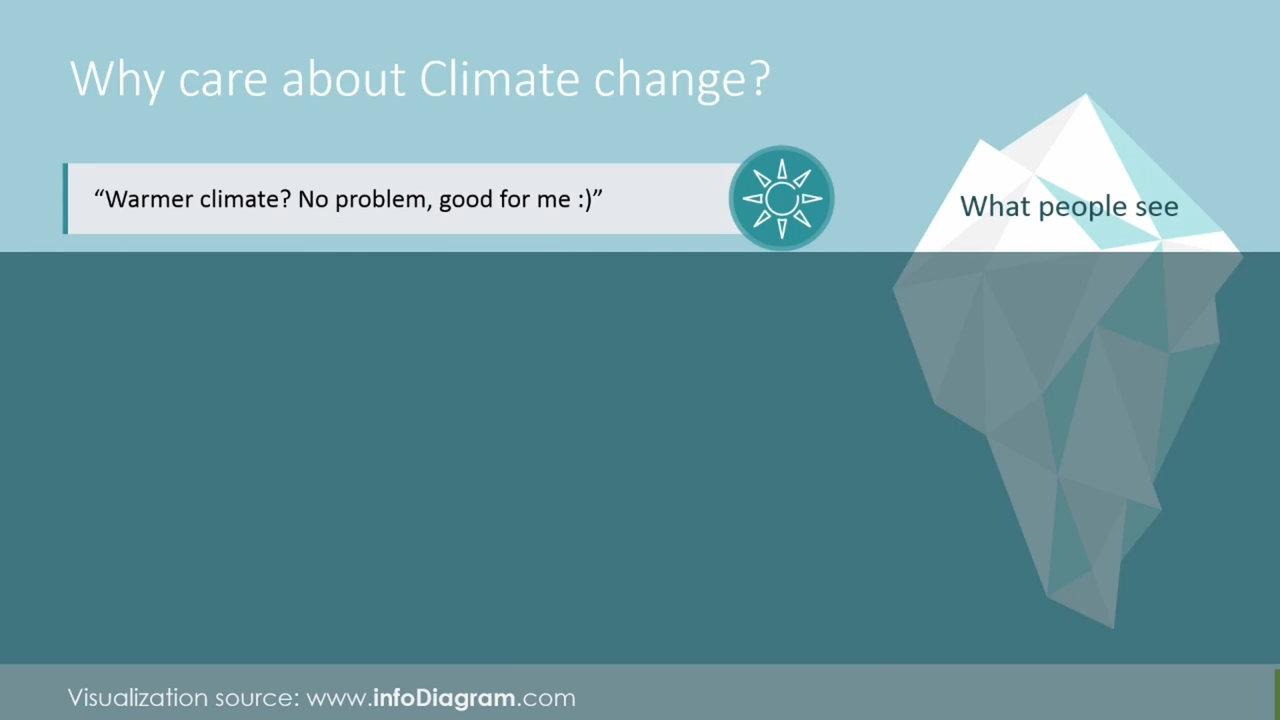 Why care about Climate change?
“Warmer climate? No problem, good for me :)”
What people see
Visualization source: www.infoDiagram.com